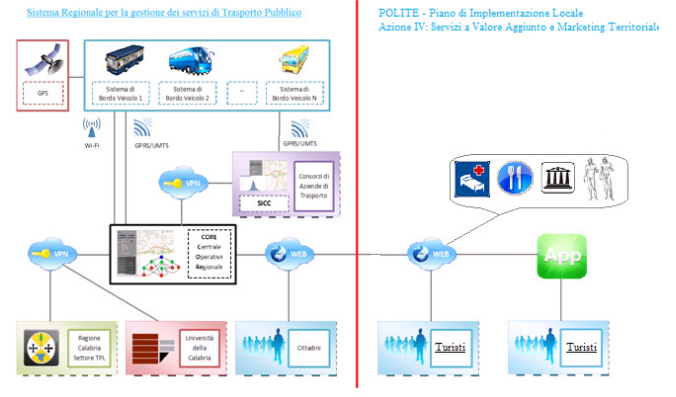 Sistema Regionale per la gestione dei servizi di Trasporto Pubblico
POLITE - Piano di Implementazione Locale
Azione IV: Servizi a Valore Aggiunto e Marketing Territoriale
GPS
Sistema di
Bordo Veicolo 1
Sistema di
Bordo Veicolo 2
...
Sistema di
Bordo Veicolo N
Wi-Fi
GPRS/UMTS
GPRS/UMTS
VPN
SICC
Consorzi di
Aziende di
Trasporto
VPN
CORE
Centrale
Operativa
Regionale
WEB
WEB
App
Regione
Calabria
Settore TPL
Università
della
Calabria
Cittadini
Turisti
Turisti